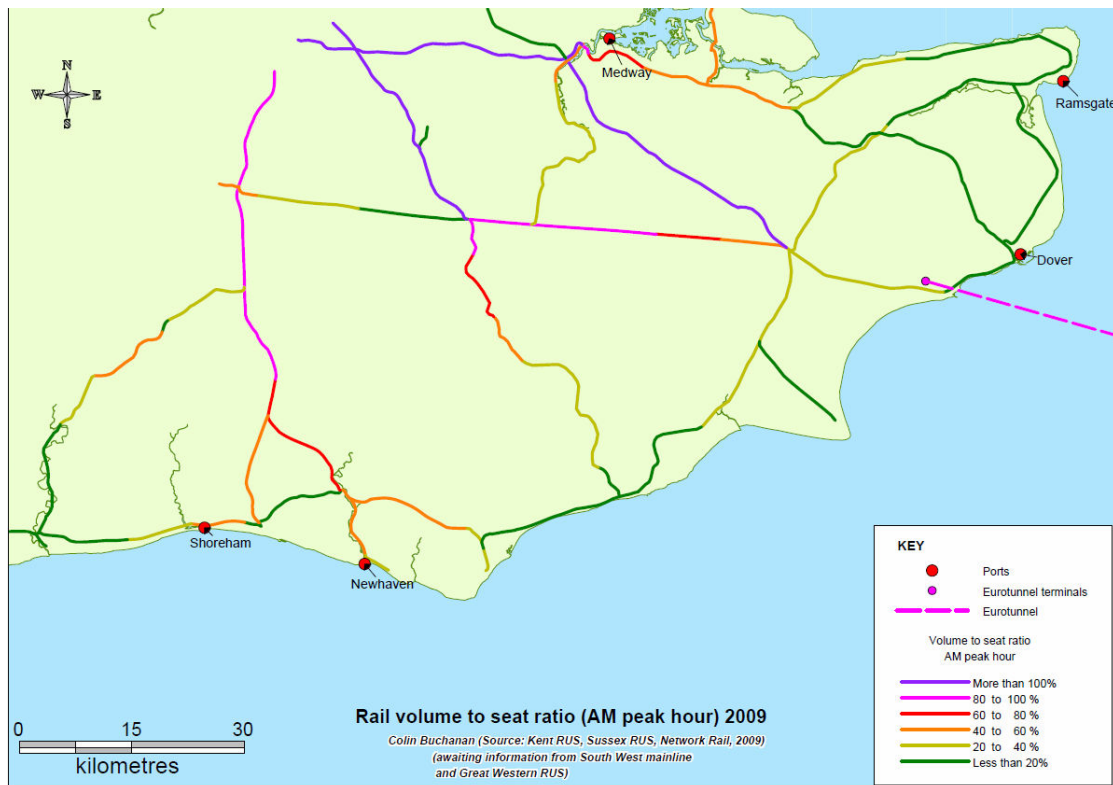 N
W E
S
Medway
Ramsgate
Dover
Shoreham
Newhaven
KEY
Ports
Eurotunnel terminals
Eurotunnel
Volume to seat ratio
AM peak hour
More than 100%
80 to 100 %
60 to 80 %
40 to 60 %
20 to 40 %
Less than 20%
0 15 30
kilometres
Rail volume to seat ratio (AM peak hour) 2009
Colin Buchanan (Source: Kent RUS, Sussex RUS, Network Rail, 2009)
(awaiting information from South West mainline
and Great Western RUS)